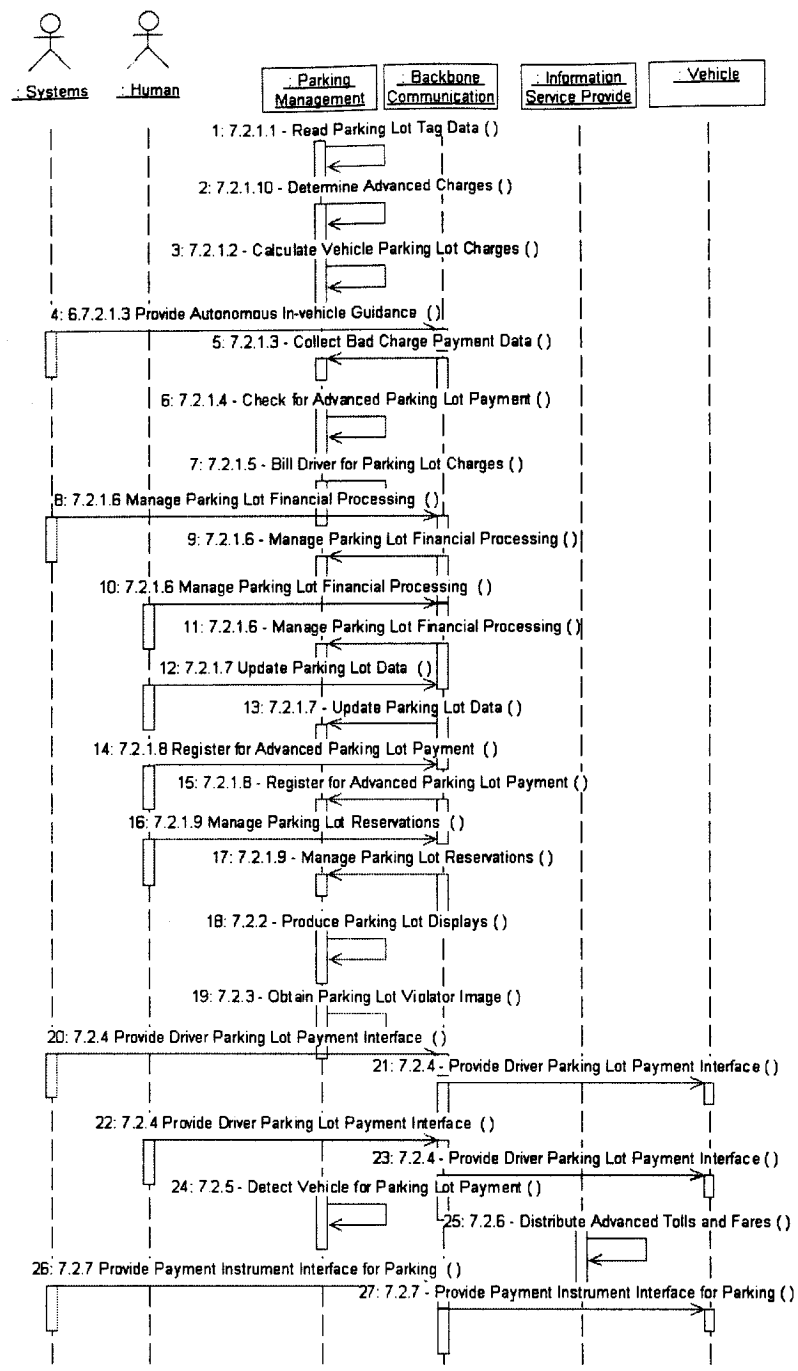 : Systems
: Human
: Parking
Management
: Backbone
Communication
: Information
Service Provide
: Vehicle
1: 7.2.1.1 - Read Parking Lot Tag Data ( )
2: 7.2.1.10 - Determine Advanced Charges ( )
3: 7.2.1.2 - Calculate Vehicle Parking Lot Charges ( )
4: 6.7.2.1.3 Provide Autonomous In-vehicle Guidance ( )
5: 7.2.1.3 - Collect Bad Charge Payment Data ( )
6: 7.2.1.4 - Check for Advanced Parking Lot Payment ( )
7: 7.2.1.5 - Bill Driver for Parking Lot Charges ( )
8: 7.2.1.6 Manage Parking Lot Financial Processing ( )
9: 7.2.1.6 - Manage Parking Lot Financial Processing ( )
10: 7.2.1.6 Manage Parking Lot Financial Processing ( )
11: 7.2.1.6 - Manage Parking Lot Financial Processing ( )
12: 7.2.1.7 Update Parking Lot Data ( )
13: 7.2.1.7 - Update Parking Lot Data ( )
14: 7.2.1.8 Register for Advanced Parking Lot Payment ( )
15: 7.2.1.8 - Register for Advanced Parking Lot Payment ( )
16: 7.2.1.9 Manage Parking Lot Reservations ( )
17: 7.2.1.9 - Manage Parking Lot Reservations ( )
18: 7.2.2 - Produce Parking Lot Displays ( )
19: 7.2.3 - Obtain Parking Lot Violator Image ( )
20: 7.2.4 Provide Driver Parking Lot Payment Interface ( )
21: 7.2.4 - Provide Driver Parking Lot Payment Interface ( )
22: 7.2.4 Provide Driver Parking Lot Payment Interface ( )
23: 7.2.4 - Provide Driver Parking Lot Payment Interface ( )
24: 7.2.5 - Detect Vehicle for Parking Lot Payment ( )
25: 7.2.6 - Distribute Advanced Tolls and Fares ( )
26: 7.2.7 Provide Payment Instrument Interface for Parking ( )
27: 7.2.7 - Provide Payment Instrument Interface for Parking ( )